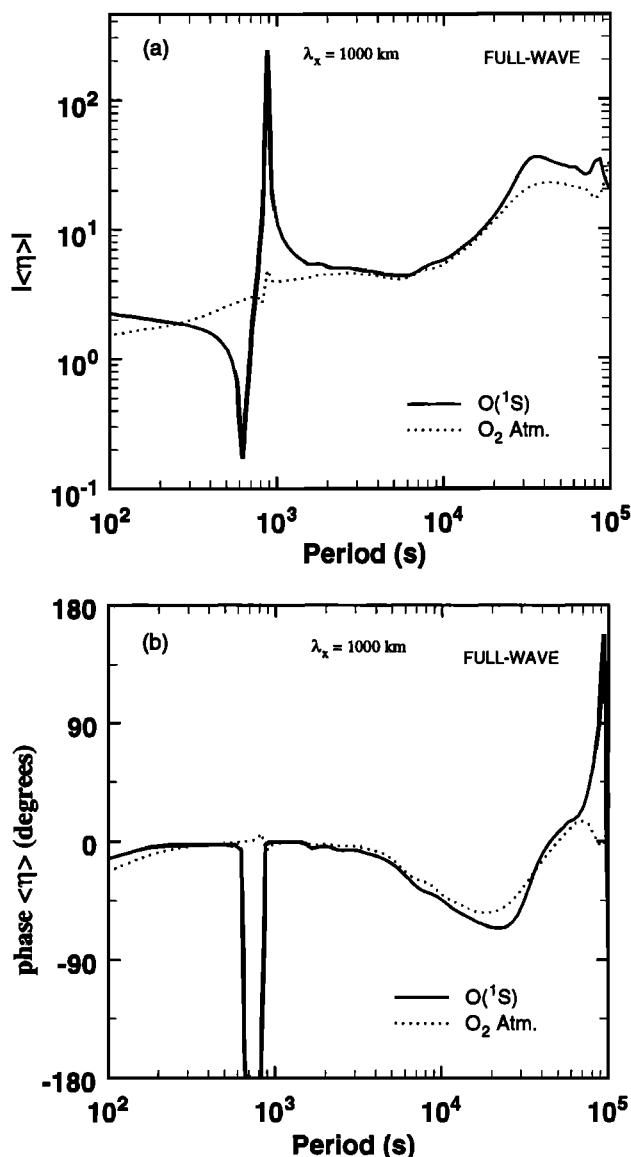 (a)
λx = 1000 km
FULL-WAVE
|<η>|
10²
10¹
10⁰
10⁻¹
O(¹S)
O₂ Atm.
10² 10³ 10⁴ 10⁵
Period (s)
(b)
λx = 1000 km
FULL-WAVE
phase <η> (degrees)
180
90
0
-90
-180
O(¹S)
O₂ Atm.
10² 10³ 10⁴ 10⁵
Period (s)